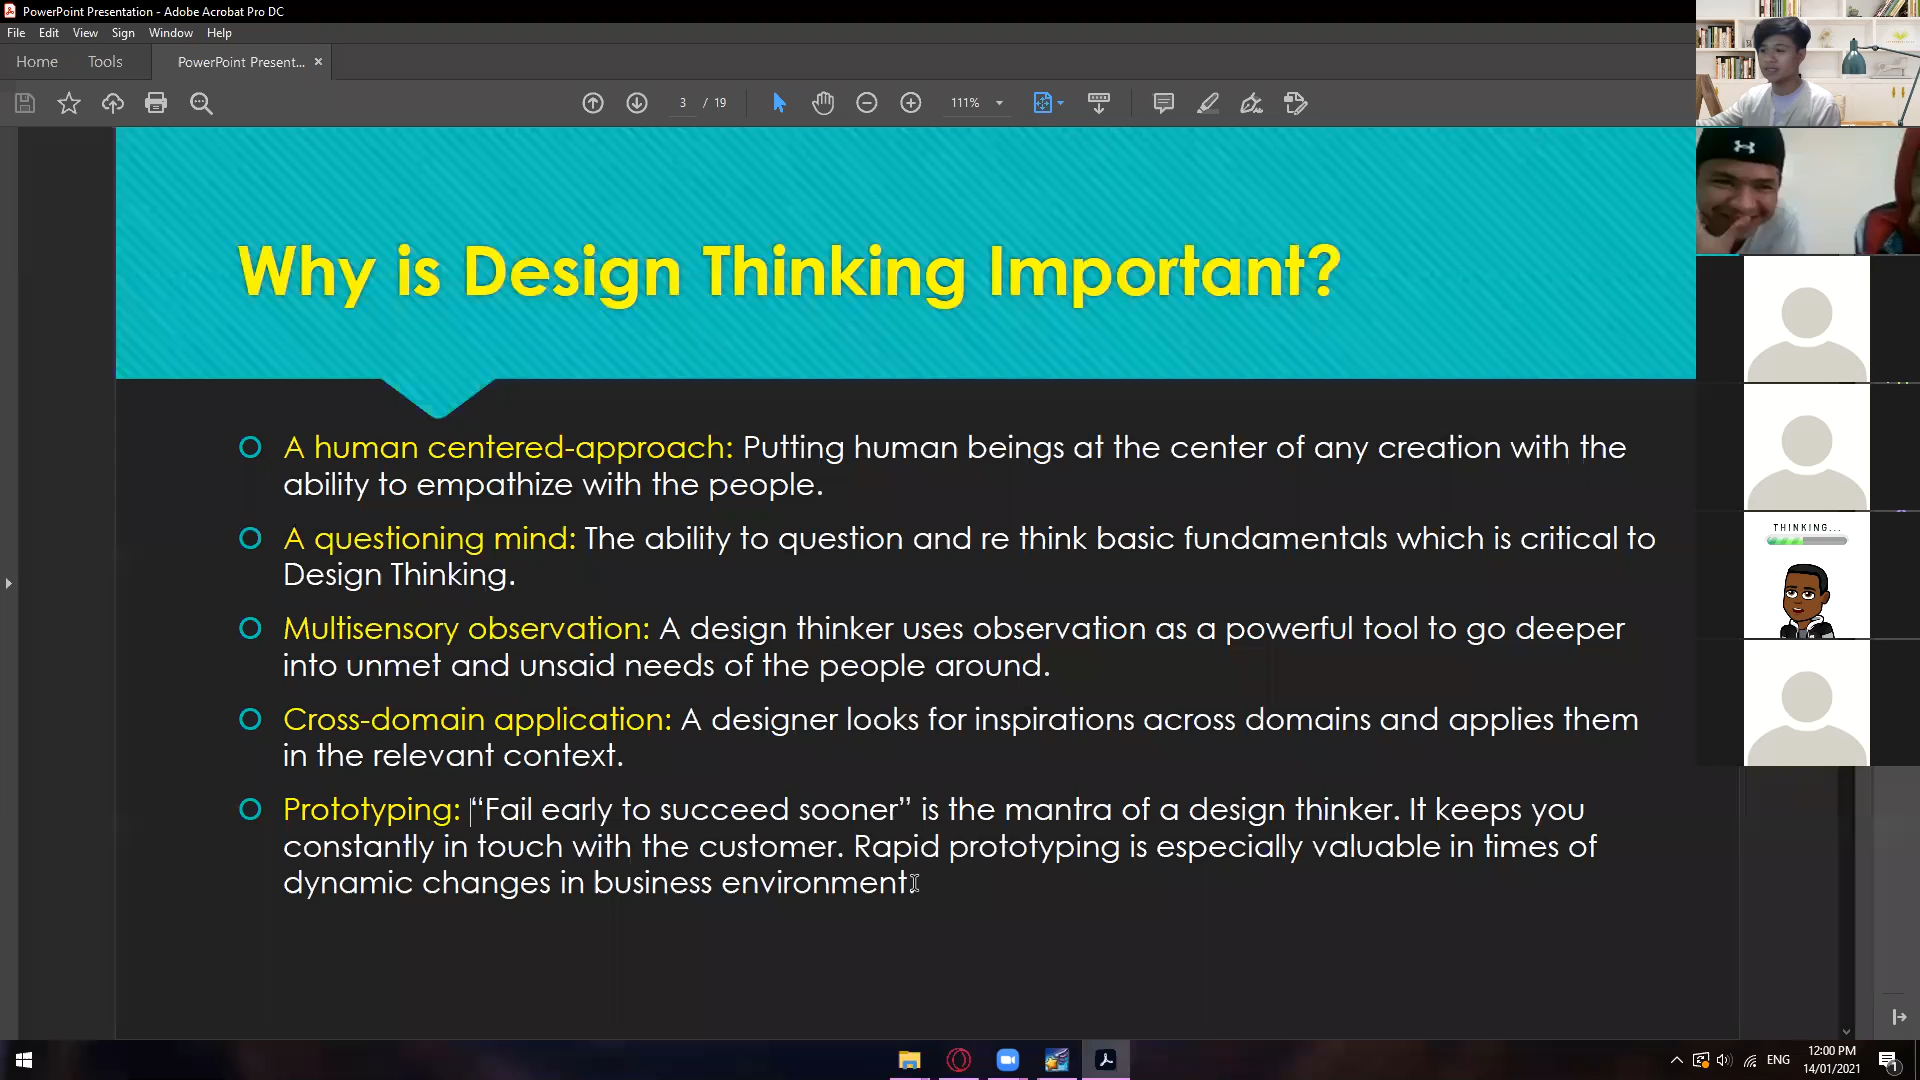 PowerPoint Presentation - Adobe Acrobat Pro DC
File Edit View Sign Window Help
Home Tools PowerPoint Present... ×
3 / 19 111%
Why is Design Thinking Important?
A human centered-approach: Putting human beings at the center of any creation with the
ability to empathize with the people.
A questioning mind: The ability to question and re think basic fundamentals which is critical to
Design Thinking.
Multisensory observation: A design thinker uses observation as a powerful tool to go deeper
into unmet and unsaid needs of the people around.
Cross-domain application: A designer looks for inspirations across domains and applies them
in the relevant context.
Prototyping: “Fail early to succeed sooner” is the mantra of a design thinker. It keeps you
constantly in touch with the customer. Rapid prototyping is especially valuable in times of
dynamic changes in business environment.
THINKING...
ENG
12:00 PM
14/01/2021
1